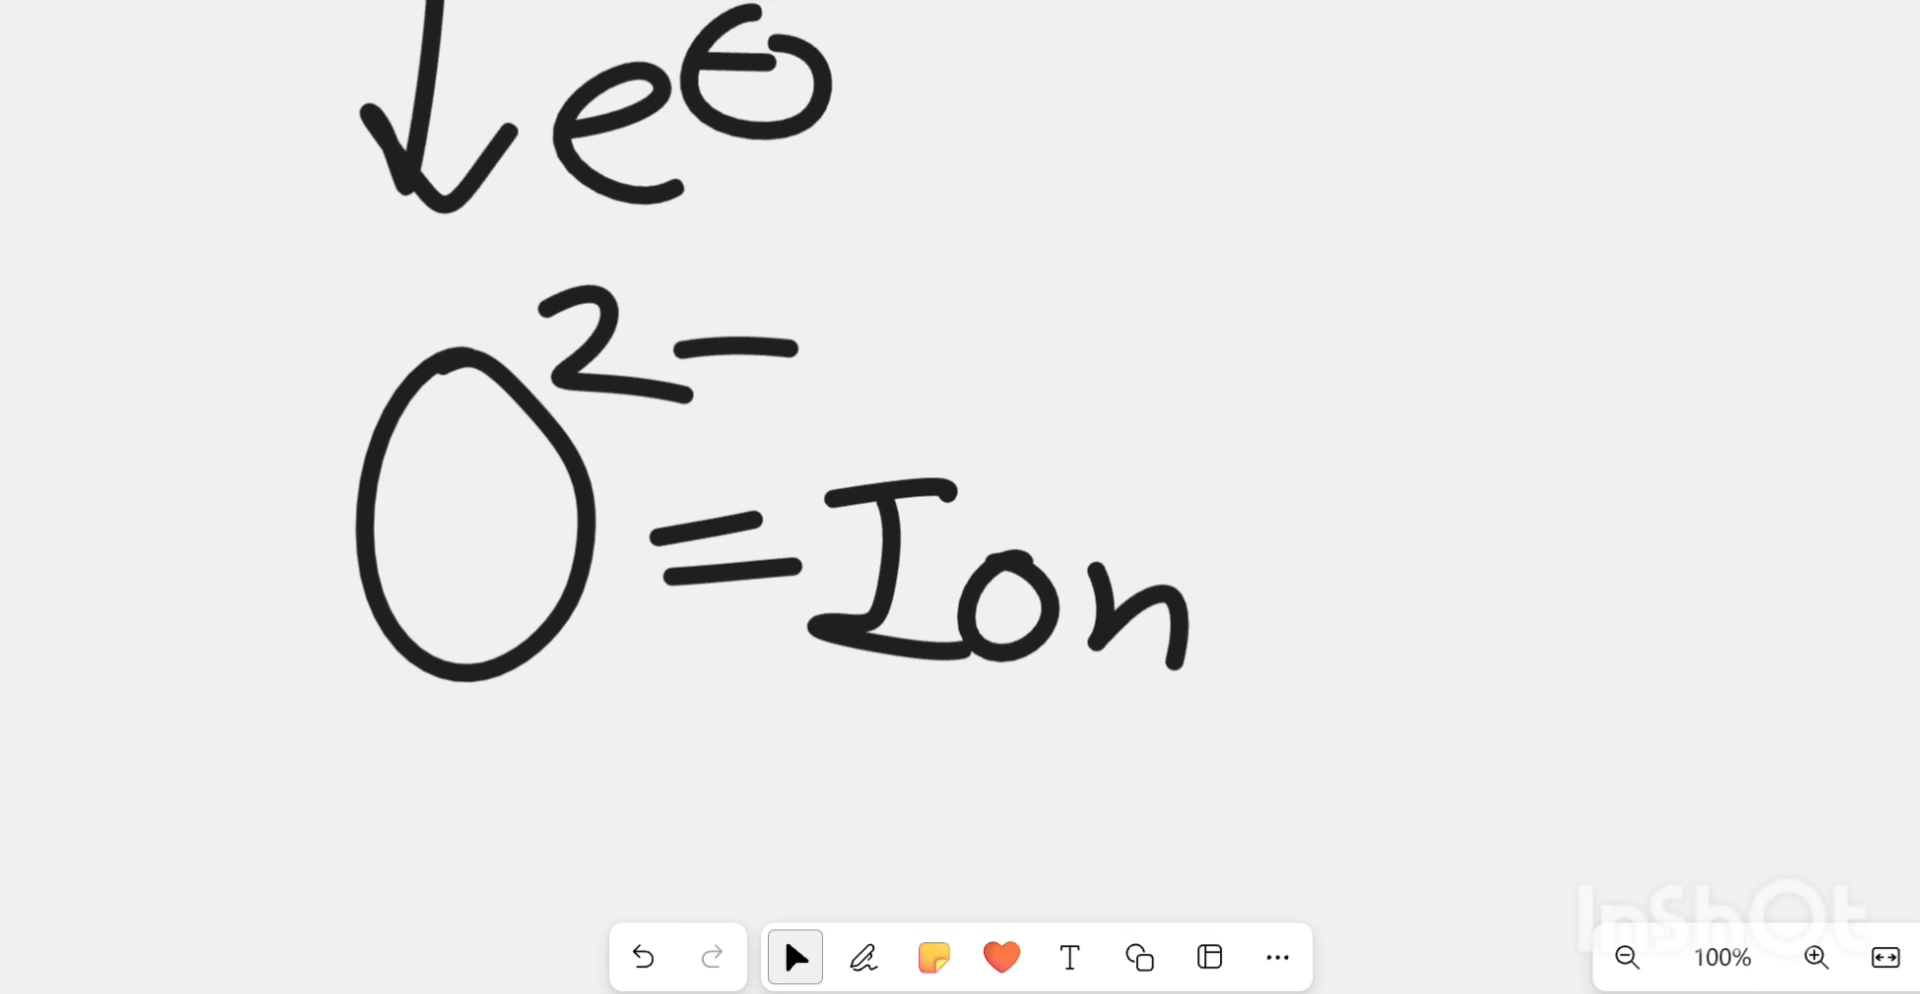 ↓ e⊖
O²⁻
= Ion
InShOt
100%